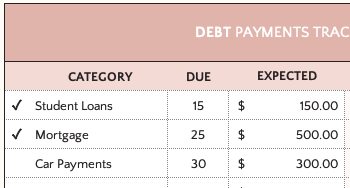 DEBT PAYMENTS TRAC
CATEGORY DUE EXPECTED
✓ Student Loans 15 $ 150.00
✓ Mortgage 25 $ 500.00
Car Payments 30 $ 300.00